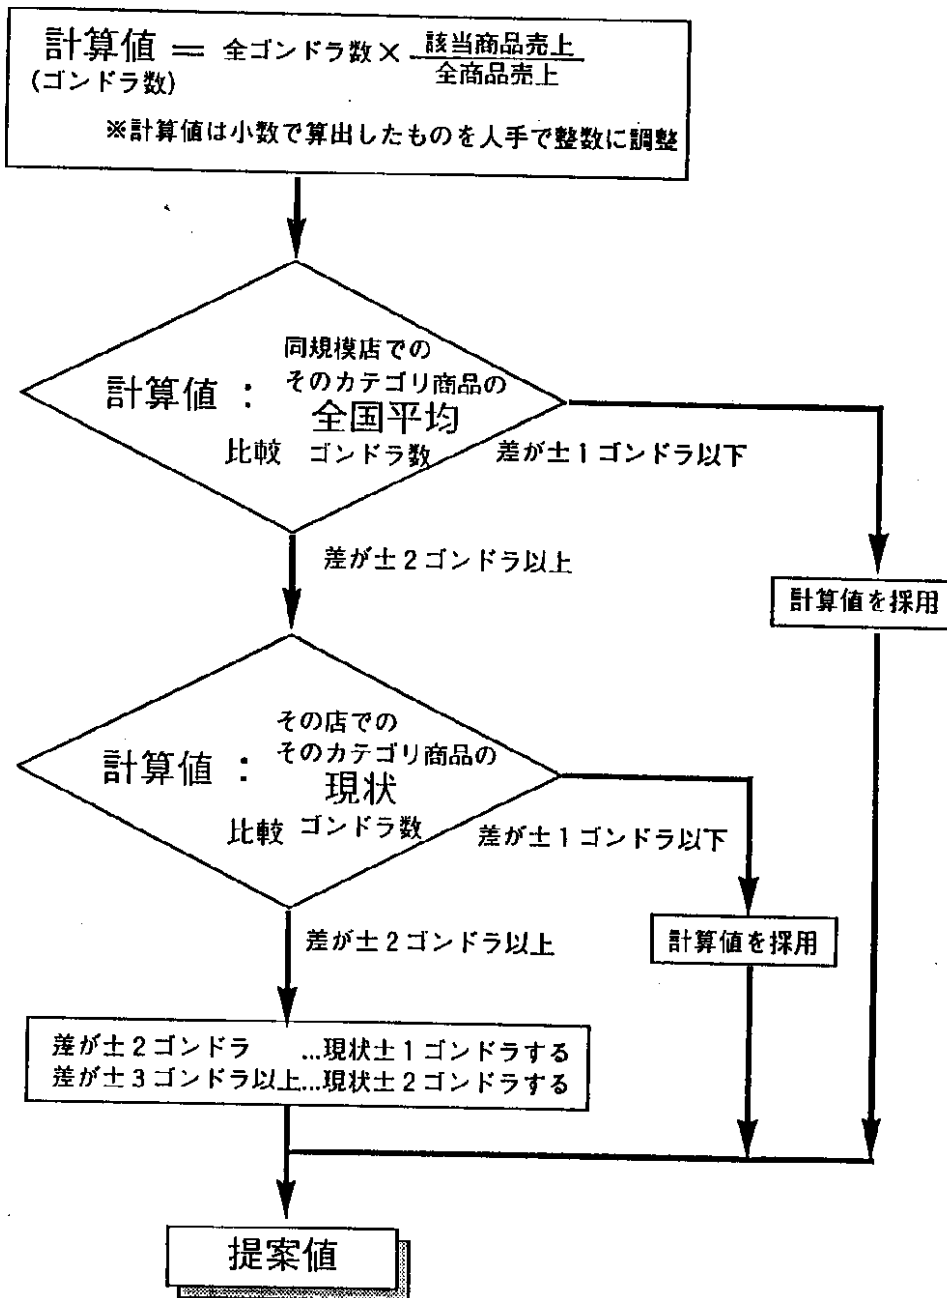 計算値 = 全ゴンドラ数 × 該当商品売上
全商品売上
(ゴンドラ数)
※計算値は小数で算出したものを人手で整数に調整
同規模店での
そのカテゴリ商品の
計算値 : 全国平均
比較 ゴンドラ数
差が±1ゴンドラ以下
差が±2ゴンドラ以上
計算値を採用
その店での
そのカテゴリ商品の
計算値 : 現状
比較 ゴンドラ数
差が±1ゴンドラ以下
差が±2ゴンドラ以上
計算値を採用
差が±2ゴンドラ ...現状±1ゴンドラする
差が±3ゴンドラ以上...現状±2ゴンドラする
提案値